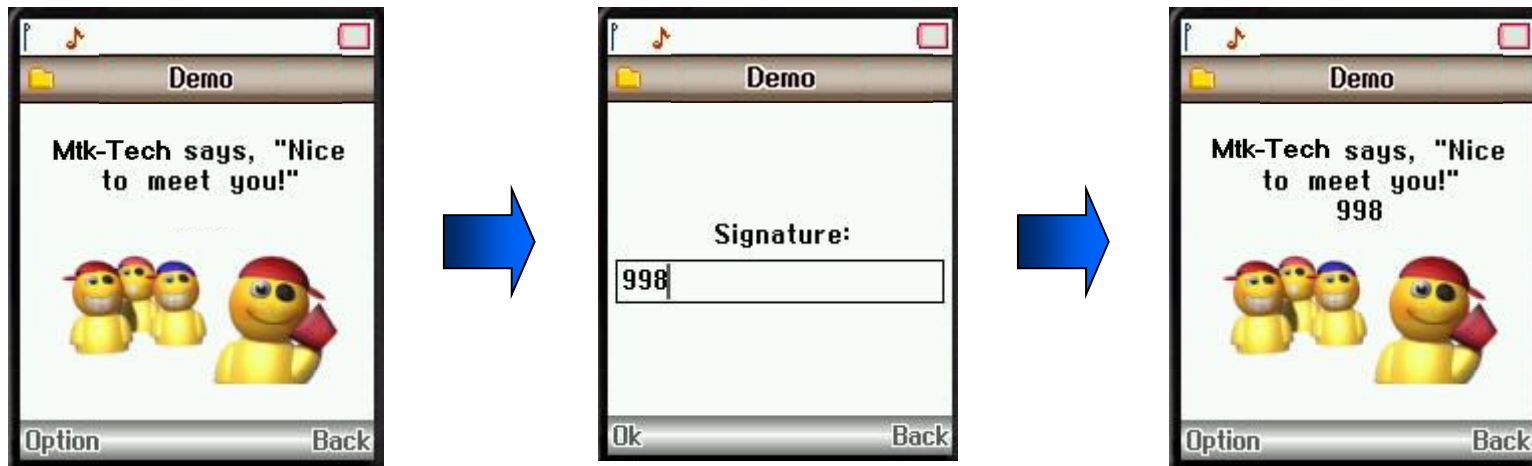 Demo
Mtk-Tech says, "Nice
to meet you!"
Option Back
Demo
Signature:
998
Ok Back
Demo
Mtk-Tech says, "Nice
to meet you!"
998
Option Back